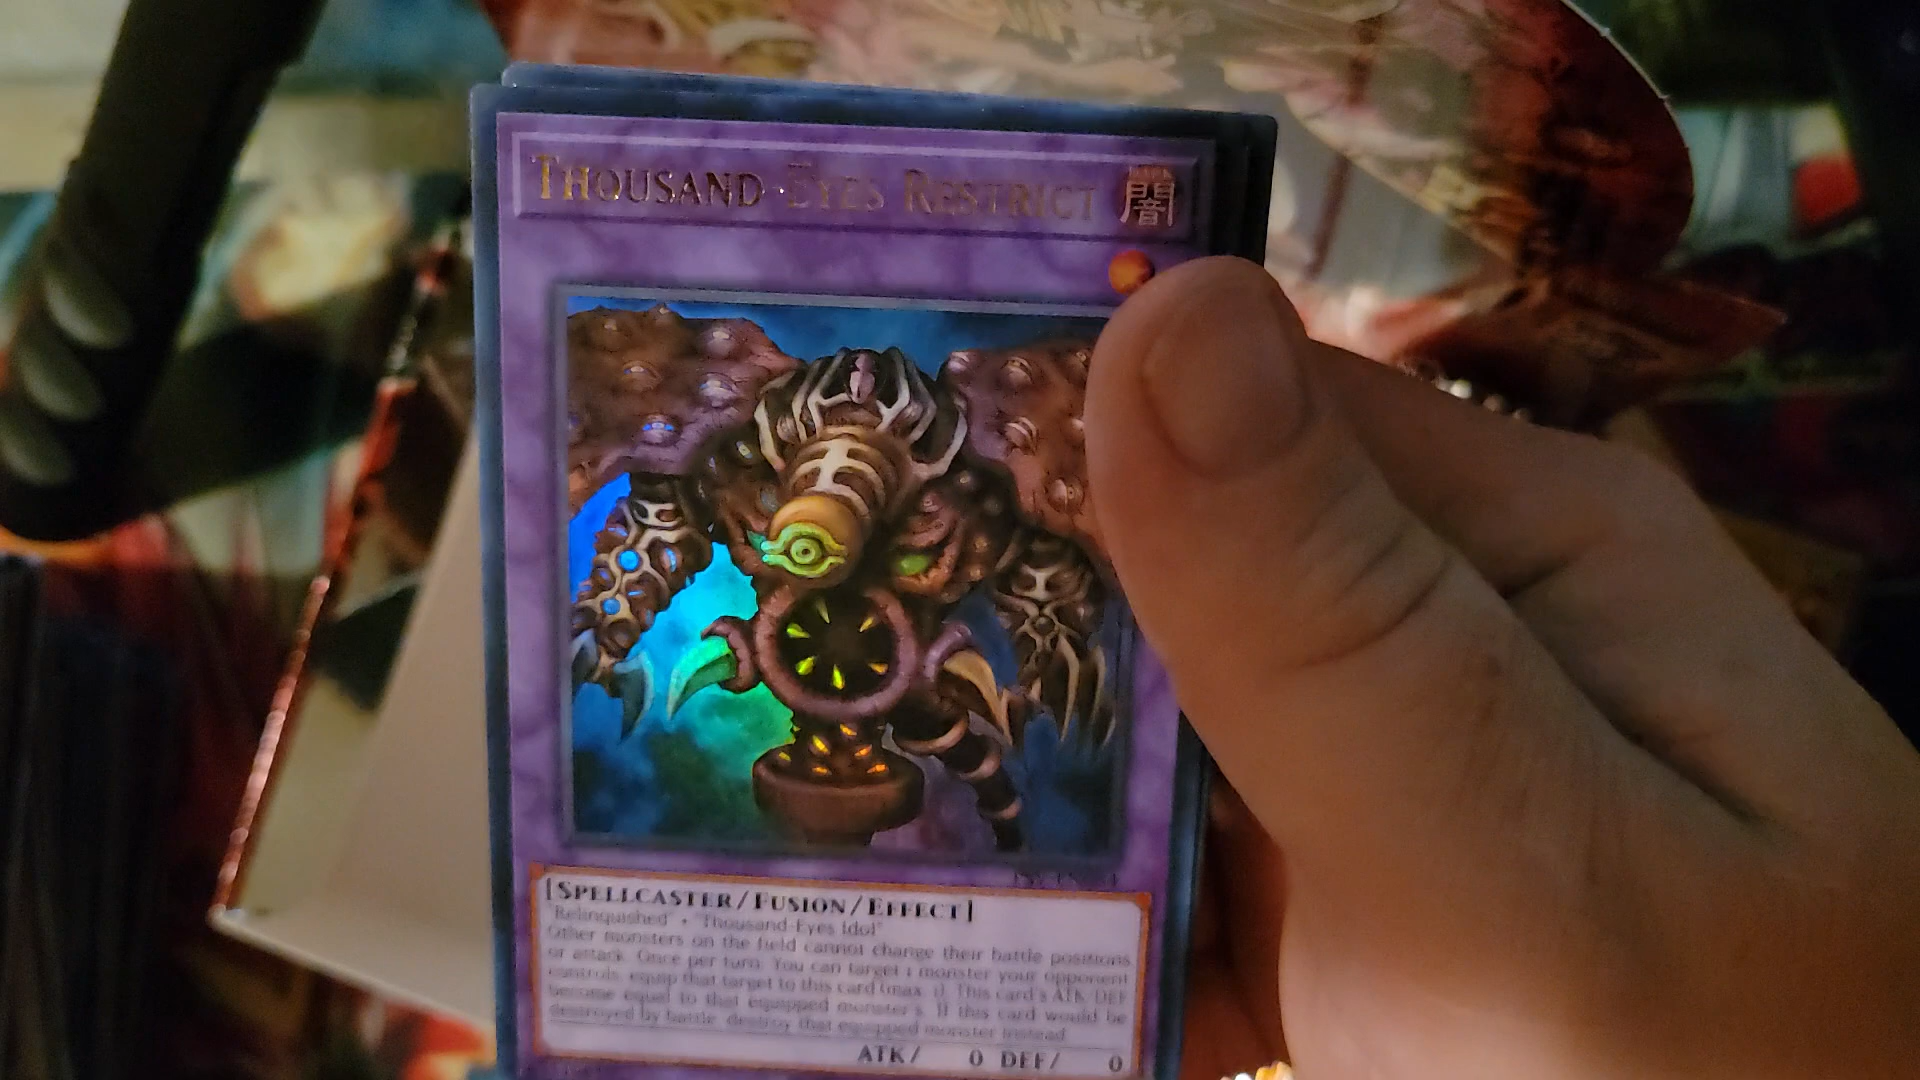 THOUSAND-EYES RESTRICT 闇
[SPELLCASTER/FUSION/EFFECT]
"Relinquished" + "Thousand-Eyes Idol"
Other monsters on the field cannot change their battle positions
or attack. Once per turn: You can target 1 monster your opponent
controls; equip that target to this card (max. 1). This card's ATK/DEF
become equal to that equipped monster's. If this card would be
destroyed by battle, destroy that equipped monster instead.
ATK/ 0 DEF/ 0